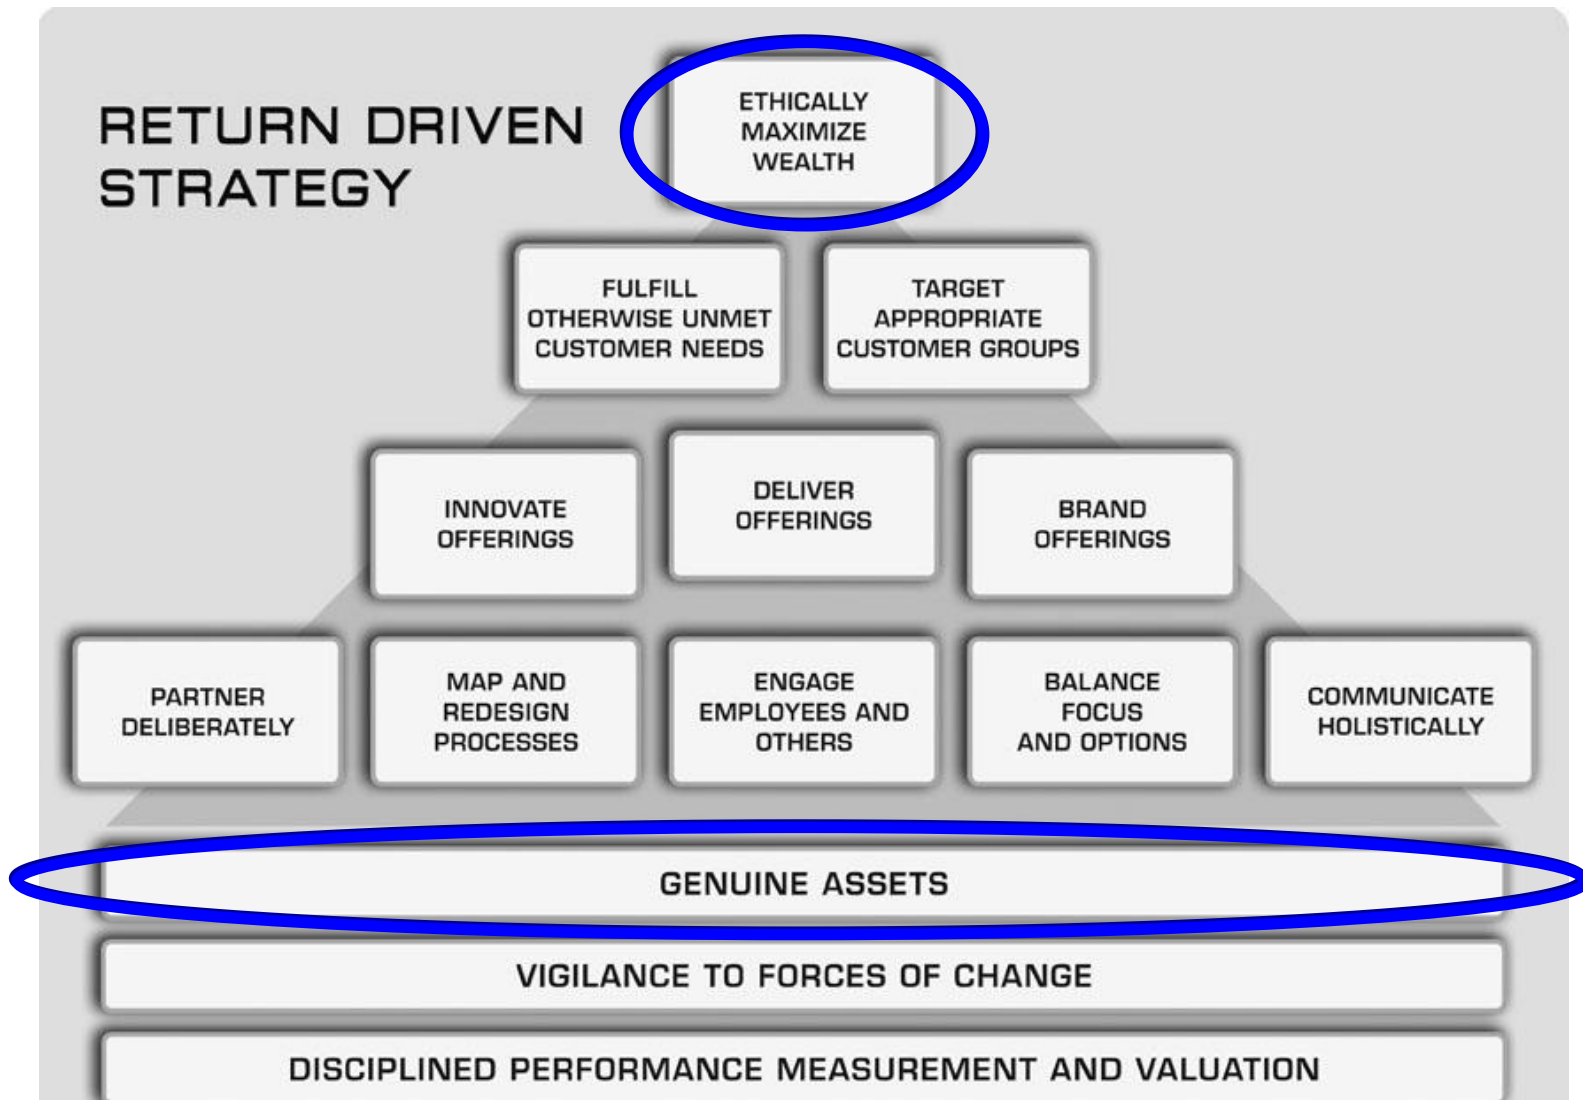 RETURN DRIVEN
STRATEGY
ETHICALLY
MAXIMIZE
WEALTH
FULFILL
OTHERWISE UNMET
CUSTOMER NEEDS
TARGET
APPROPRIATE
CUSTOMER GROUPS
INNOVATE
OFFERINGS
DELIVER
OFFERINGS
BRAND
OFFERINGS
PARTNER
DELIBERATELY
MAP AND
REDESIGN
PROCESSES
ENGAGE
EMPLOYEES AND
OTHERS
BALANCE
FOCUS
AND OPTIONS
COMMUNICATE
HOLISTICALLY
GENUINE ASSETS
VIGILANCE TO FORCES OF CHANGE
DISCIPLINED PERFORMANCE MEASUREMENT AND VALUATION